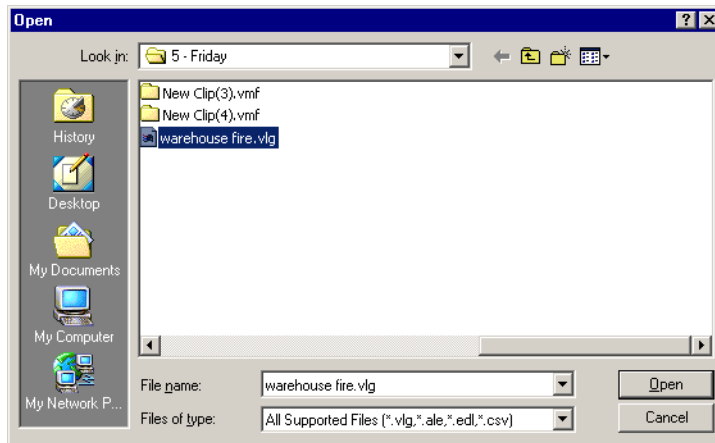 Open
Look in: 5 - Friday
History
Desktop
My Documents
My Computer
My Network P...
New Clip(3).vmf
New Clip(4).vmf
warehouse fire.vlg
File name: warehouse fire.vlg Open
Files of type: All Supported Files (*.vlg,*.ale,*.edl,*.csv) Cancel